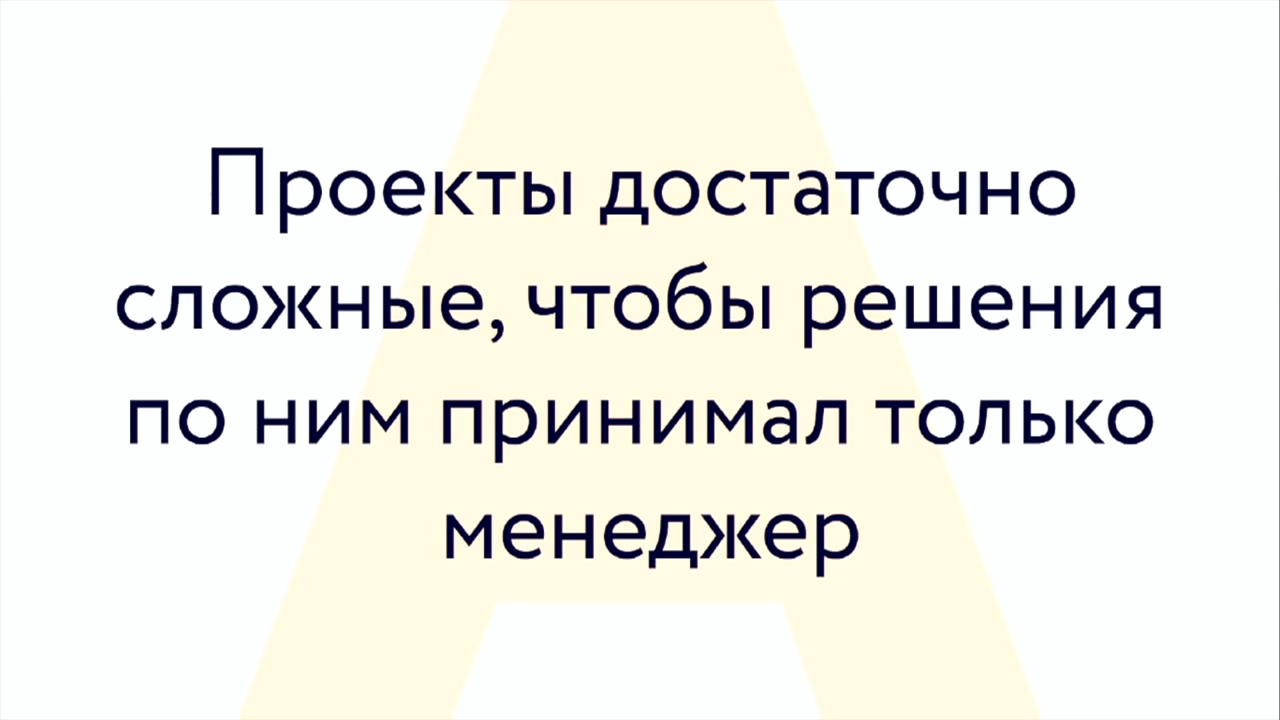 Проекты достаточно
сложные, чтобы решения
по ним принимал только
менеджер